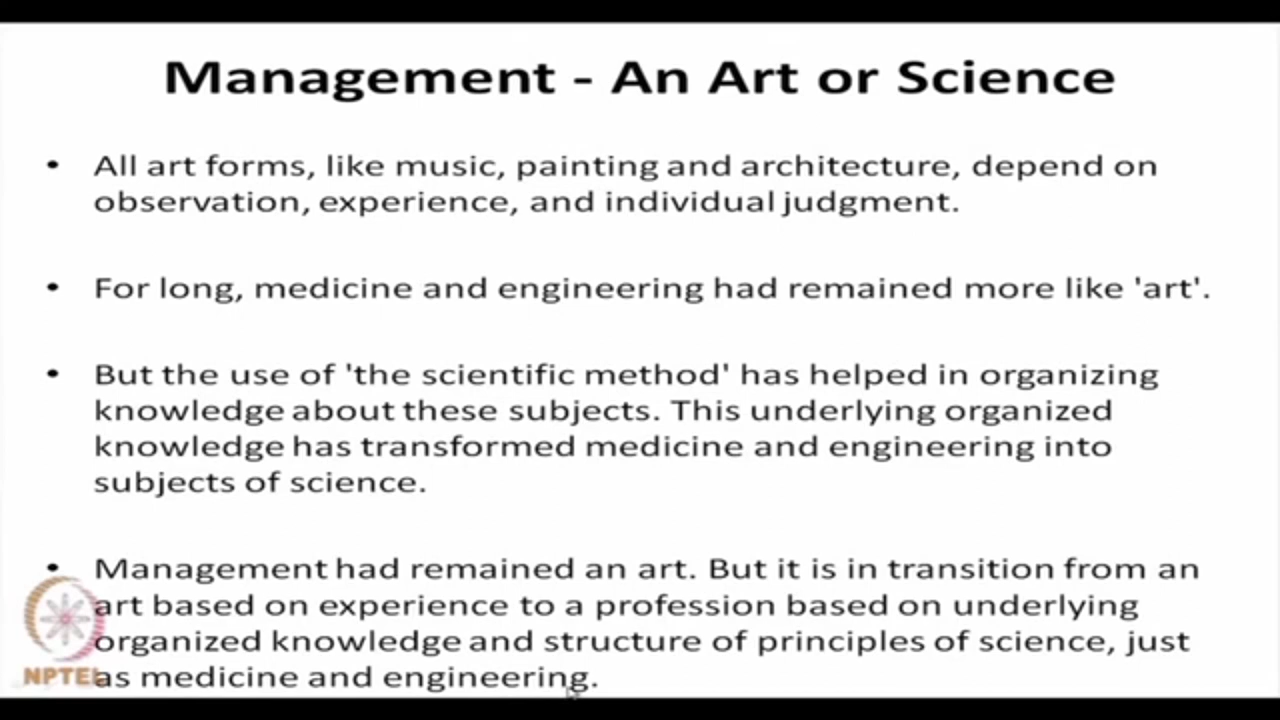 Management - An Art or Science
• All art forms, like music, painting and architecture, depend on
observation, experience, and individual judgment.
• For long, medicine and engineering had remained more like 'art'.
• But the use of 'the scientific method' has helped in organizing
knowledge about these subjects. This underlying organized
knowledge has transformed medicine and engineering into
subjects of science.
• Management had remained an art. But it is in transition from an
art based on experience to a profession based on underlying
organized knowledge and structure of principles of science, just
as medicine and engineering.
NPTEL